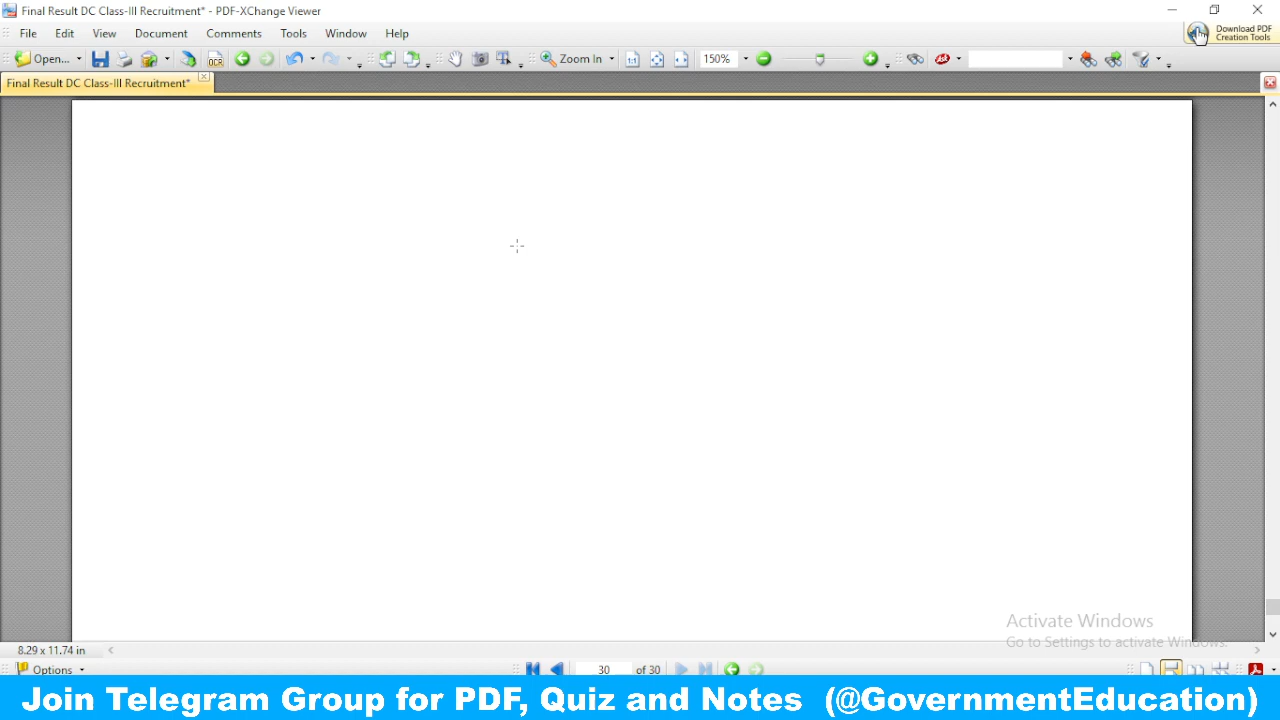 Final Result DC Class-III Recruitment* - PDF-XChange Viewer
File Edit View Document Comments Tools Window Help
Download PDF
Creation Tools
Open... OCR Zoom In 1:1 150%
Final Result DC Class-III Recruitment*
Activate Windows
Go to Settings to activate Windows.
8.29 x 11.74 in
Options 30 of 30
Join Telegram Group for PDF, Quiz and Notes (@GovernmentEducation)